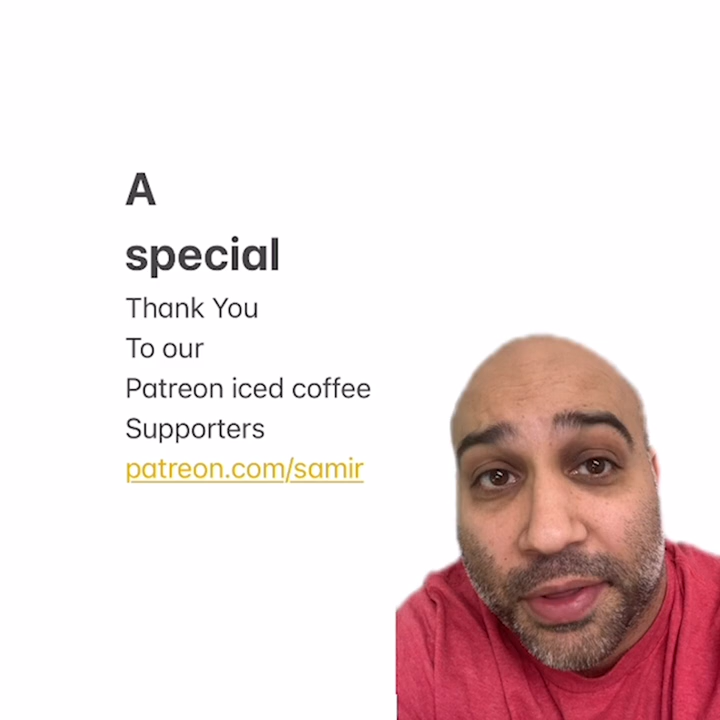 A
special
Thank You
To our
Patreon iced coffee
Supporters
patreon.com/samir